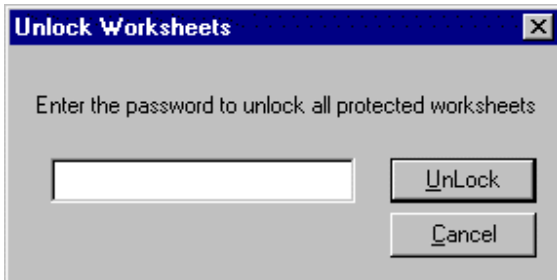 Unlock Worksheets
Enter the password to unlock all protected worksheets
UnLock
Cancel